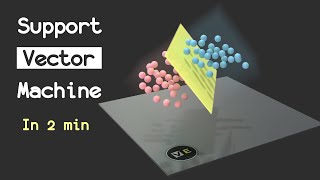 Support
Vector
Machine
In 2 min